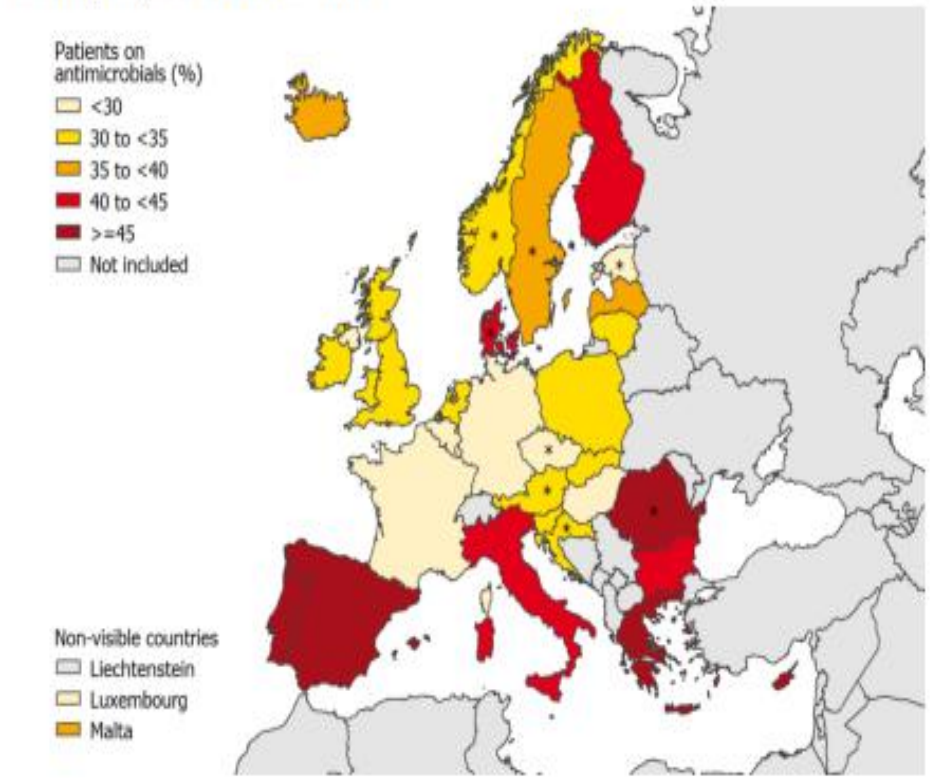 Patients on
antimicrobials (%)
<30
30 to <35
35 to <40
40 to <45
>=45
Not included
Non-visible countries
Liechtenstein
Luxembourg
Malta